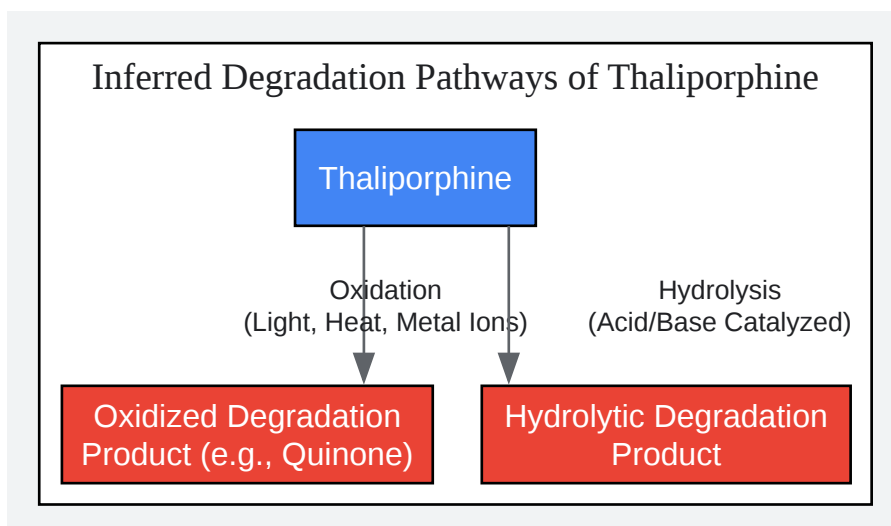 Inferred Degradation Pathways of Thaliporphine
Thaliporphine
Oxidation
(Light, Heat, Metal Ions)
Hydrolysis
(Acid/Base Catalyzed)
Oxidized Degradation
Product (e.g., Quinone)
Hydrolytic Degradation
Product